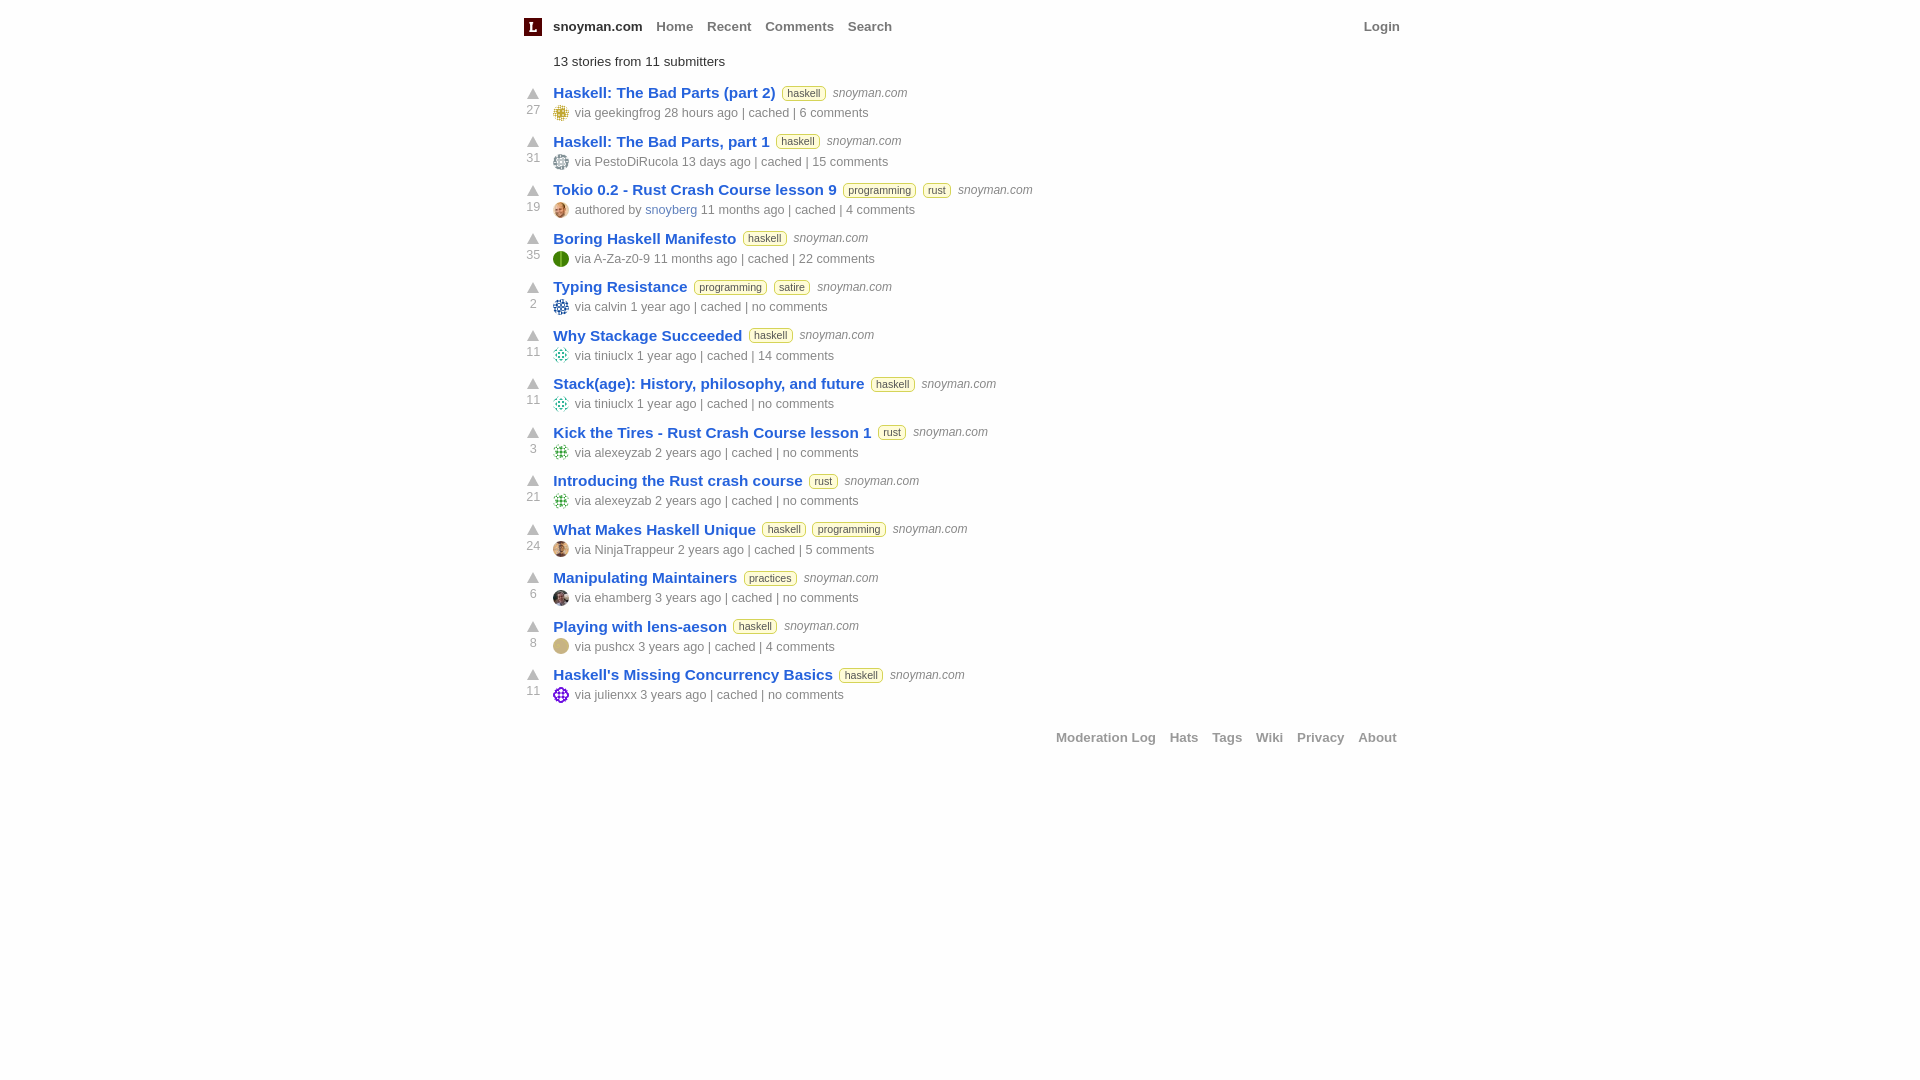 L snoyman.com Home Recent Comments Search Login
13 stories from 11 submitters
Haskell: The Bad Parts (part 2) haskell snoyman.com
27 via geekingfrog 28 hours ago | cached | 6 comments
Haskell: The Bad Parts, part 1 haskell snoyman.com
31 via PestoDiRucola 13 days ago | cached | 15 comments
Tokio 0.2 - Rust Crash Course lesson 9 programming rust snoyman.com
19 authored by snoyberg 11 months ago | cached | 4 comments
Boring Haskell Manifesto haskell snoyman.com
35 via A-Za-z0-9 11 months ago | cached | 22 comments
Typing Resistance programming satire snoyman.com
2 via calvin 1 year ago | cached | no comments
Why Stackage Succeeded haskell snoyman.com
11 via tiniuclx 1 year ago | cached | 14 comments
Stack(age): History, philosophy, and future haskell snoyman.com
11 via tiniuclx 1 year ago | cached | no comments
Kick the Tires - Rust Crash Course lesson 1 rust snoyman.com
3 via alexeyzab 2 years ago | cached | no comments
Introducing the Rust crash course rust snoyman.com
21 via alexeyzab 2 years ago | cached | no comments
What Makes Haskell Unique haskell programming snoyman.com
24 via NinjaTrappeur 2 years ago | cached | 5 comments
Manipulating Maintainers practices snoyman.com
6 via ehamberg 3 years ago | cached | no comments
Playing with lens-aeson haskell snoyman.com
8 via pushcx 3 years ago | cached | 4 comments
Haskell's Missing Concurrency Basics haskell snoyman.com
11 via julienxx 3 years ago | cached | no comments
Moderation Log Hats Tags Wiki Privacy About